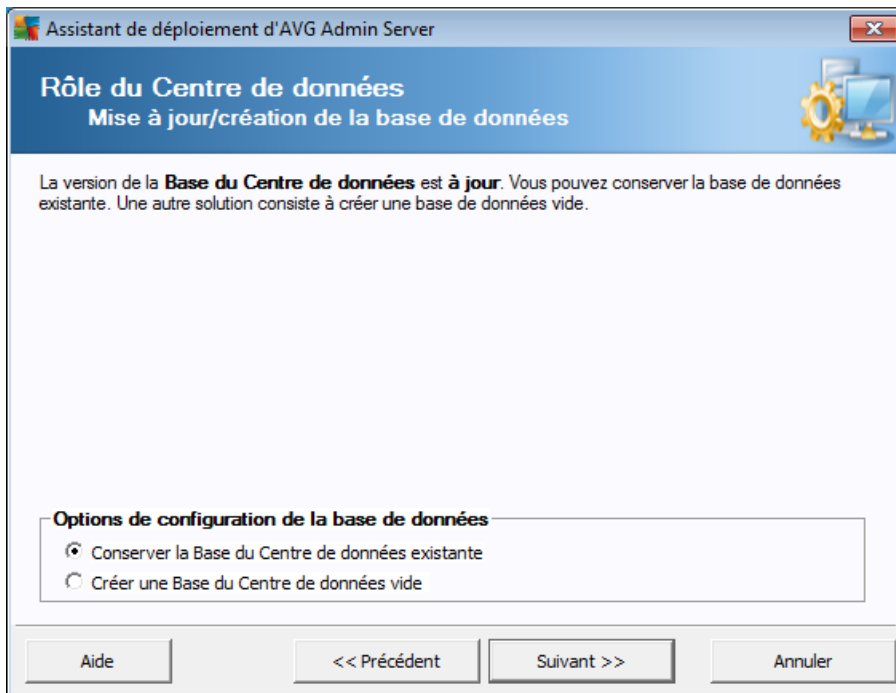 Assistant de déploiement d'AVG Admin Server
Rôle du Centre de données
Mise à jour/création de la base de données
La version de la Base du Centre de données est à jour. Vous pouvez conserver la base de données
existante. Une autre solution consiste à créer une base de données vide.
Options de configuration de la base de données
Conserver la Base du Centre de données existante
Créer une Base du Centre de données vide
Aide
<< Précédent
Suivant >>
Annuler